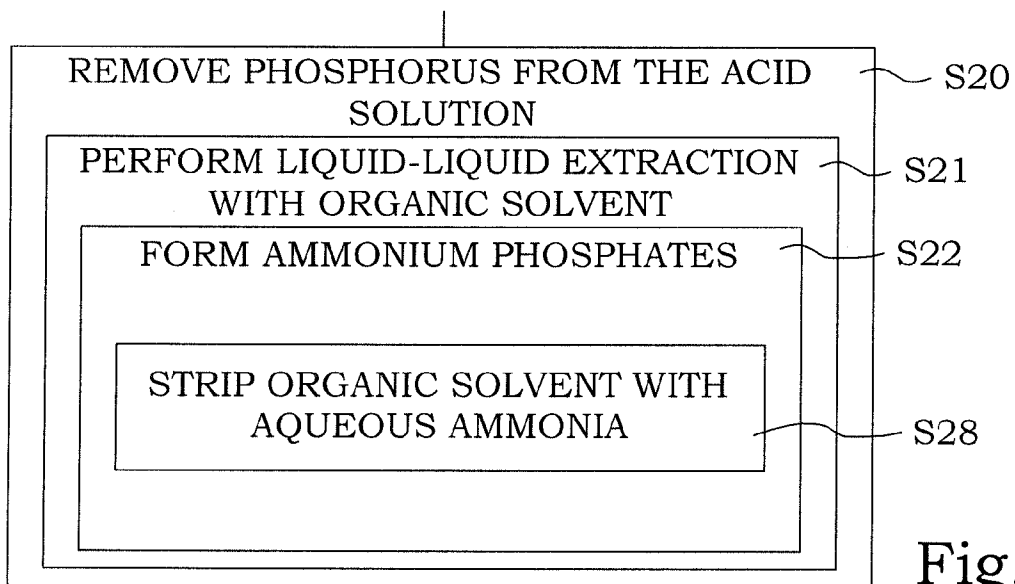 REMOVE PHOSPHORUS FROM THE ACID
SOLUTION
S20
PERFORM LIQUID-LIQUID EXTRACTION
WITH ORGANIC SOLVENT
S21
FORM AMMONIUM PHOSPHATES
S22
STRIP ORGANIC SOLVENT WITH
AQUEOUS AMMONIA
S28
Fig.